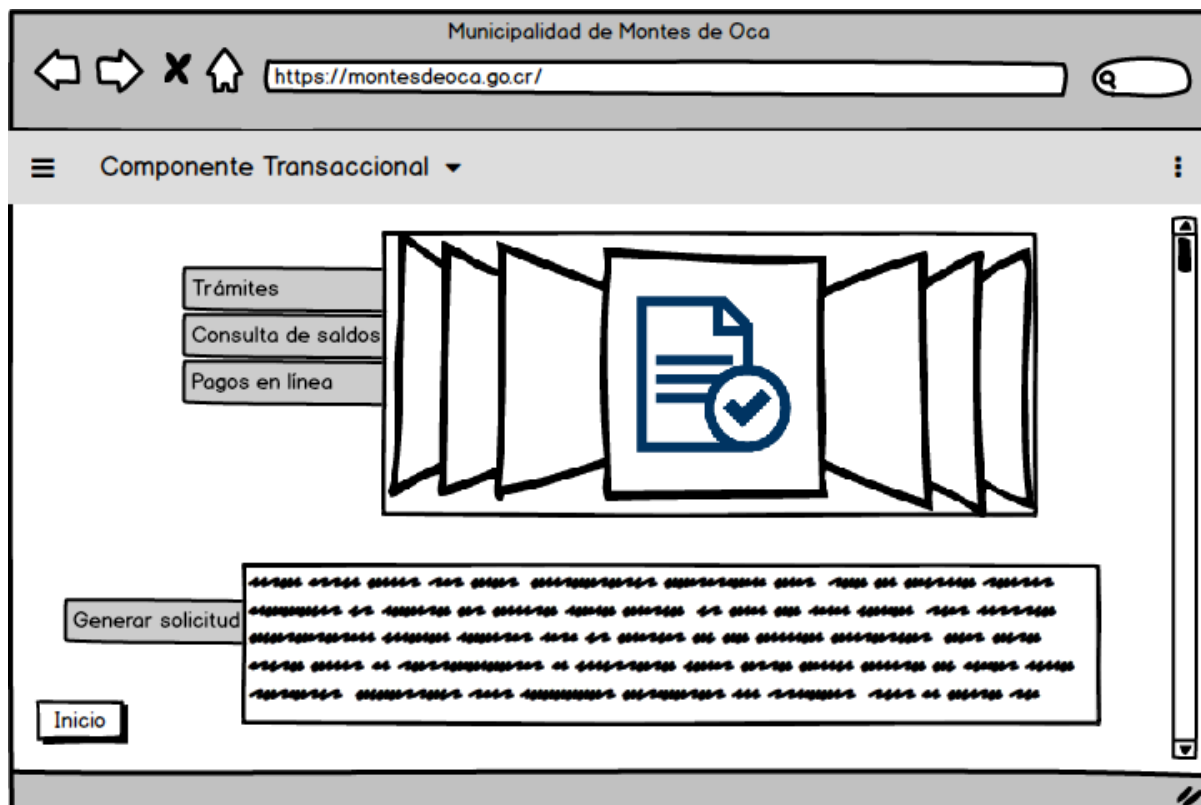 Municipalidad de Montes de Oca
https://montesdeoca.go.cr/
Componente Transaccional
Trámites
Consulta de saldos
Pagos en línea
Generar solicitud
Inicio